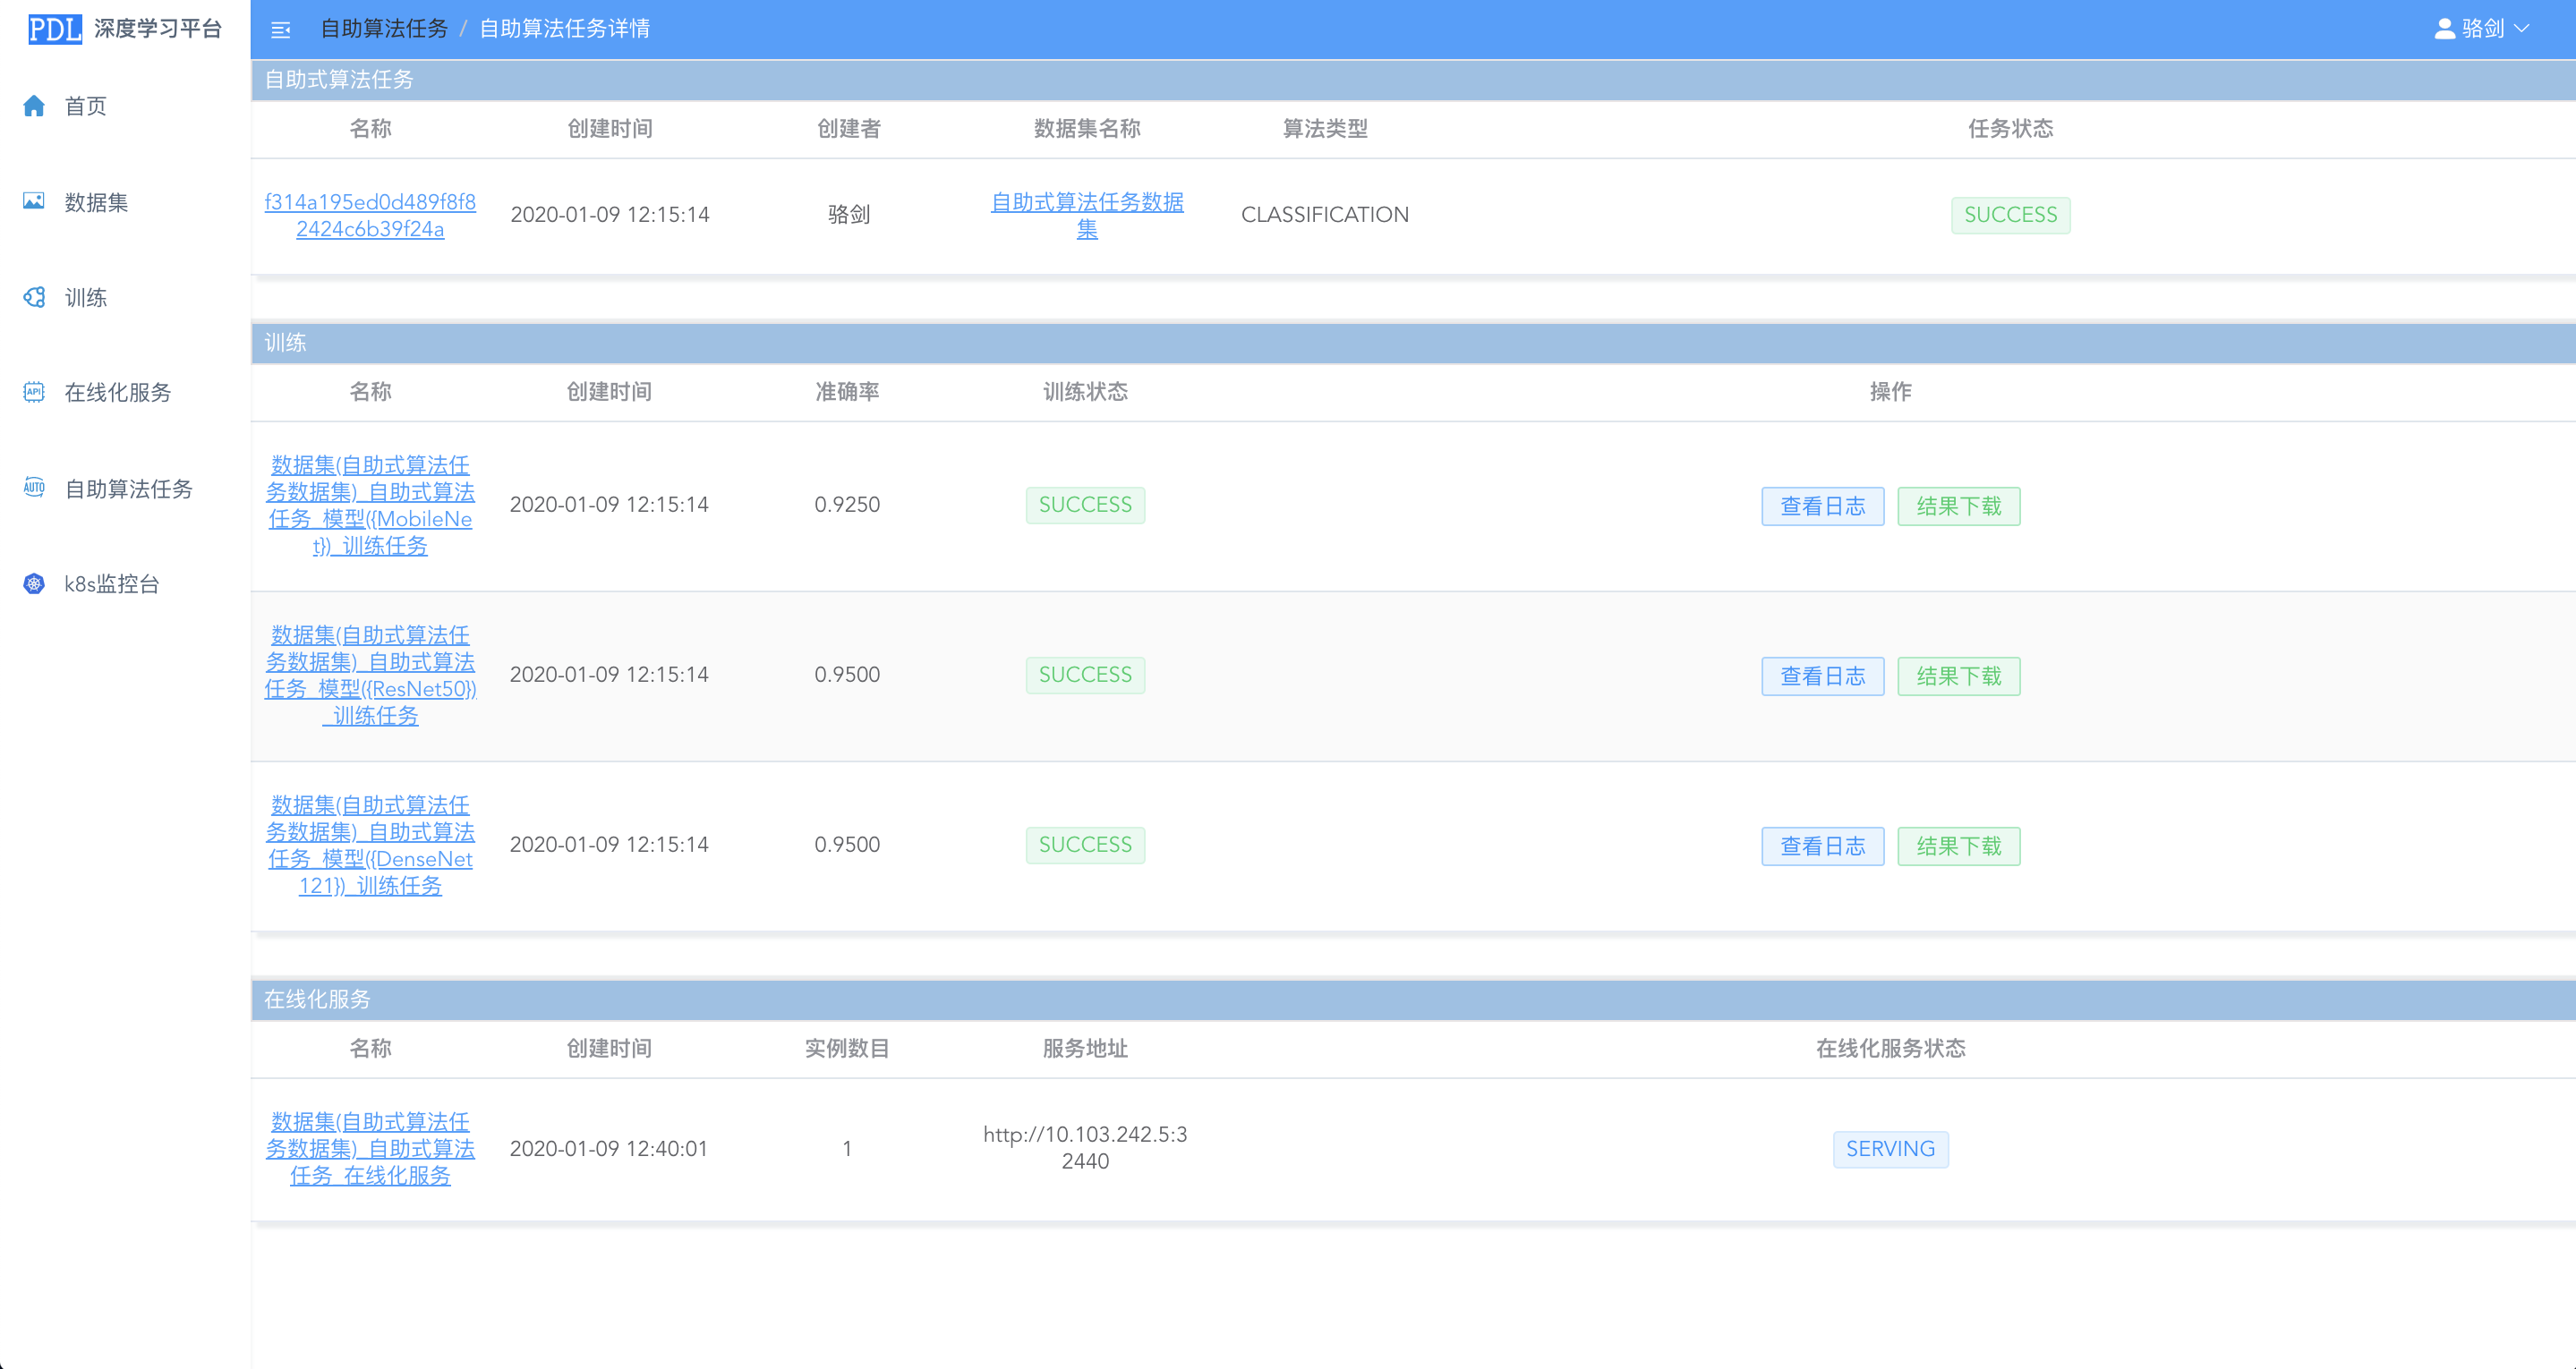 PDL 深度学习平台
首页
数据集
训练
在线化服务
自助算法任务
k8s监控台
自助算法任务 / 自助算法任务详情
骆剑
自助式算法任务
名称 创建时间 创建者 数据集名称 算法类型 任务状态
f314a195ed0d489f8f8
2424c6b39f24a
2020-01-09 12:15:14
骆剑
自助式算法任务数据
集
CLASSIFICATION
SUCCESS
训练
名称 创建时间 准确率 训练状态 操作
数据集(自助式算法任
务数据集)_自助式算法
任务_模型({MobileNe
t})_训练任务
2020-01-09 12:15:14
0.9250
SUCCESS
查看日志 结果下载
数据集(自助式算法任
务数据集)_自助式算法
任务_模型({ResNet50})
_训练任务
2020-01-09 12:15:14
0.9500
SUCCESS
查看日志 结果下载
数据集(自助式算法任
务数据集)_自助式算法
任务_模型({DenseNet
121})_训练任务
2020-01-09 12:15:14
0.9500
SUCCESS
查看日志 结果下载
在线化服务
名称 创建时间 实例数目 服务地址 在线化服务状态
数据集(自助式算法任
务数据集)_自助式算法
任务_在线化服务
2020-01-09 12:40:01
1
http://10.103.242.5:3
2440
SERVING
API
AUTO